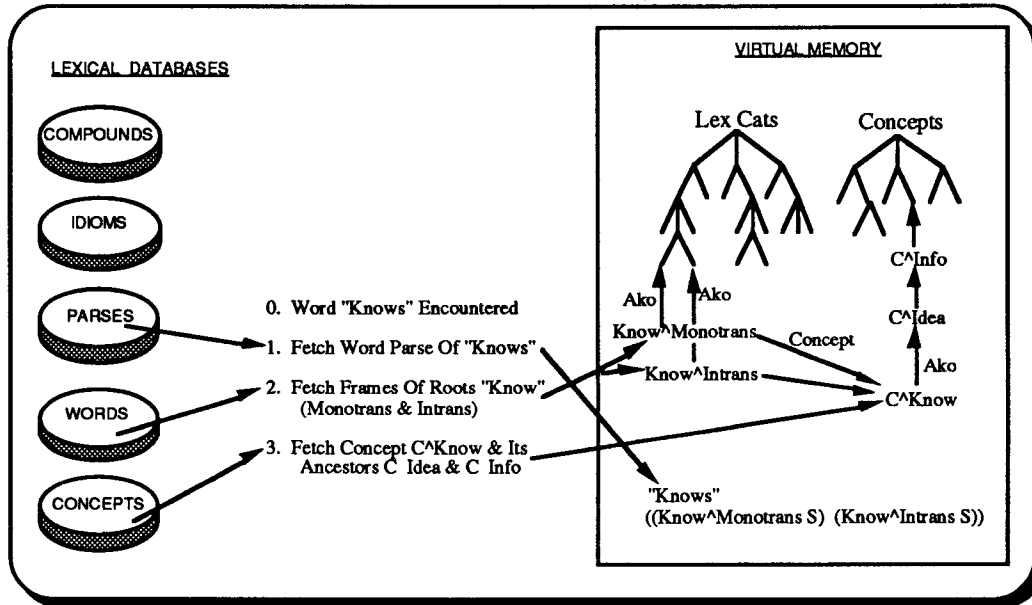 LEXICAL DATABASES
COMPOUNDS
IDIOMS
PARSES
WORDS
CONCEPTS
0. Word "Knows" Encountered
1. Fetch Word Parse Of "Knows"
2. Fetch Frames Of Roots "Know"
(Monotrans & Intrans)
3. Fetch Concept C^Know & Its
Ancestors C Idea & C Info
VIRTUAL MEMORY
Lex Cats
Concepts
C^Info
Ako
Ako
C^Idea
Know^Monotrans
Concept
Ako
Know^Intrans
C^Know
"Knows"
((Know^Monotrans S) (Know^Intrans S))